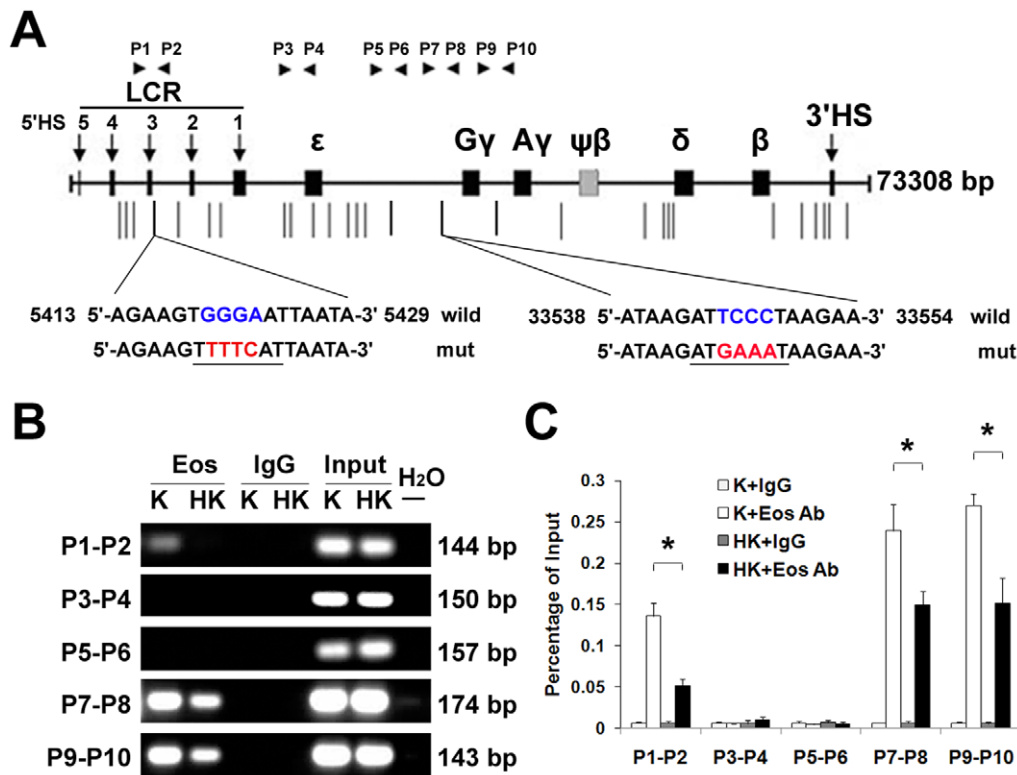 A
P1 P2 P3 P4 P5 P6 P7 P8 P9 P10
LCR
5'HS 5 4 3 2 1 3'HS
ε Gγ Aγ ψβ δ β
73308 bp
5413 5'-AGAAGTGGGAATTAATA-3' 5429 wild
5'-AGAAGTTTTCATTAATA-3' mut
33538 5'-ATAAGATTCCCTAAGAA-3' 33554 wild
5'-ATAAGATGAAATAAGAA-3' mut
B
Eos IgG Input H₂O
K HK K HK K HK —
P1-P2 144 bp
P3-P4 150 bp
P5-P6 157 bp
P7-P8 174 bp
P9-P10 143 bp
C
Percentage of Input
0.3
0.25
0.2
0.15
0.1
0.05
0
K+IgG
K+Eos Ab
HK+IgG
HK+Eos Ab
* * *
P1-P2 P3-P4 P5-P6 P7-P8 P9-P10